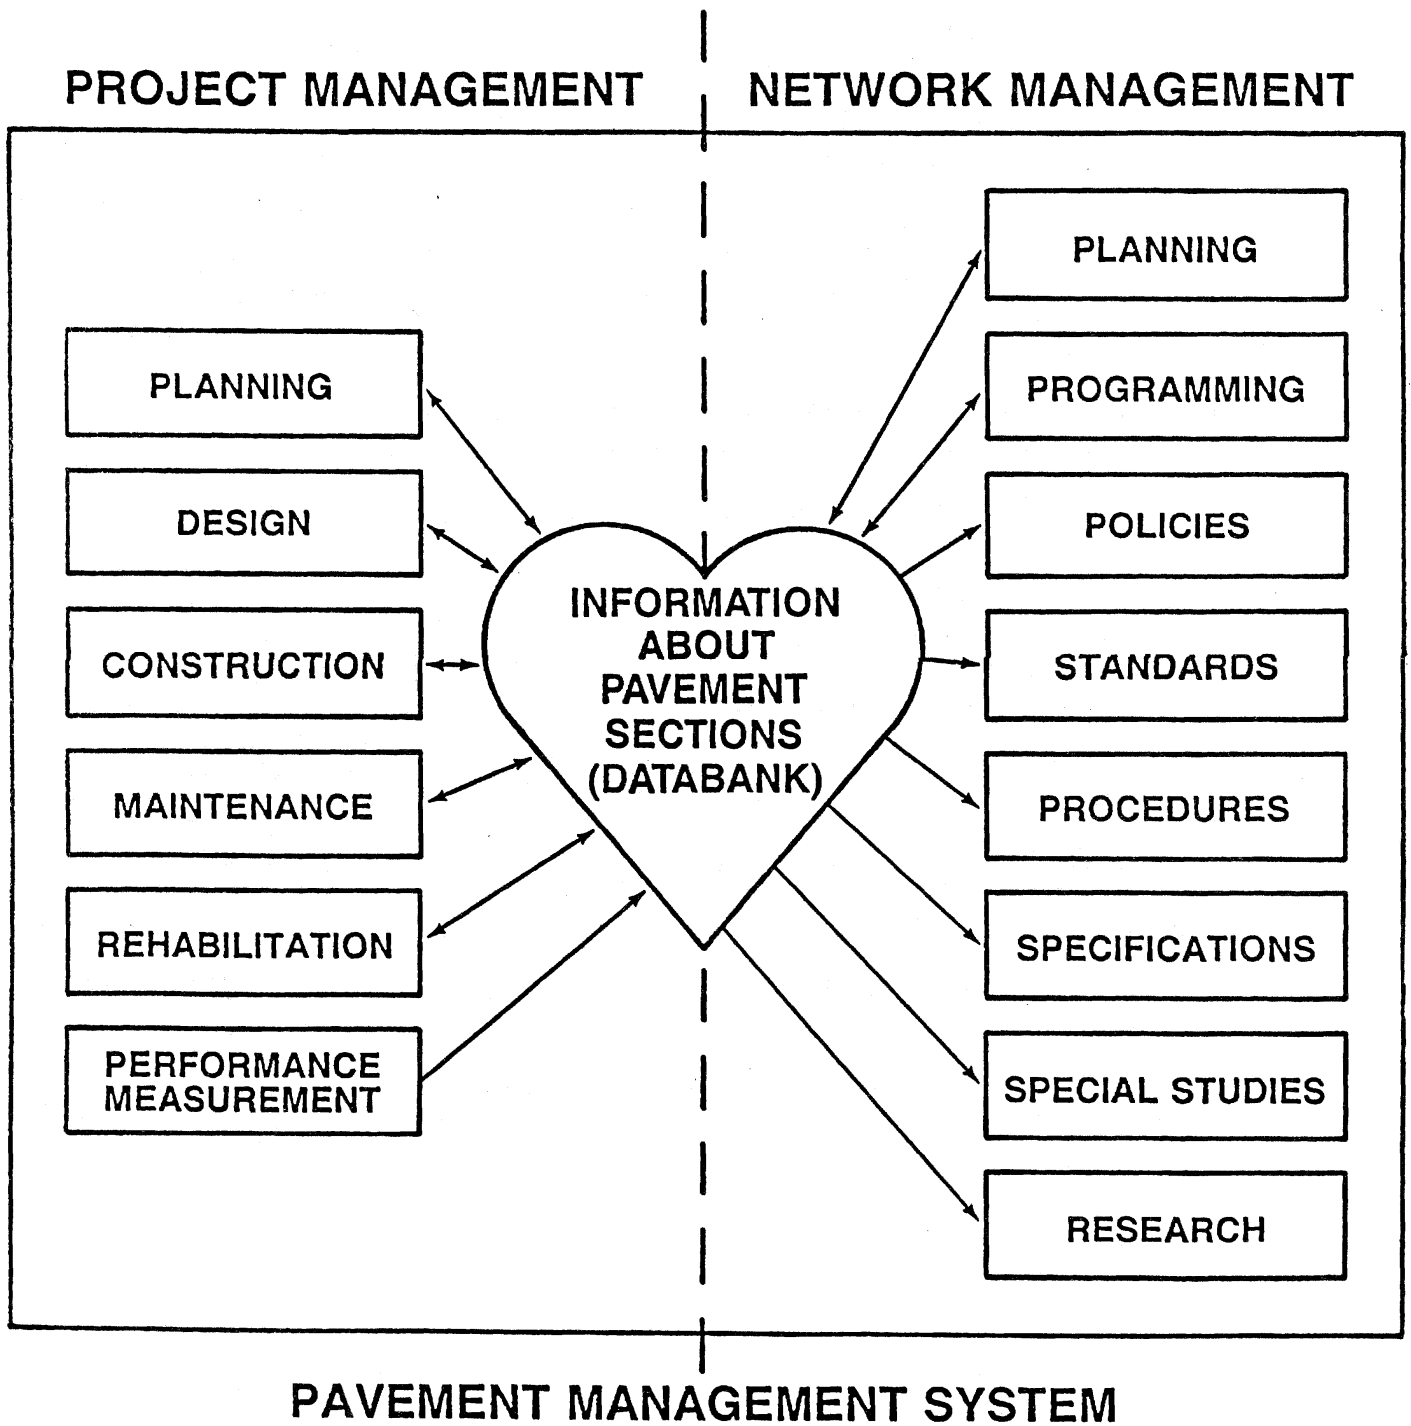 PROJECT MANAGEMENT
NETWORK MANAGEMENT
PLANNING
DESIGN
CONSTRUCTION
MAINTENANCE
REHABILITATION
PERFORMANCE
MEASUREMENT
INFORMATION
ABOUT
PAVEMENT
SECTIONS
(DATABANK)
PLANNING
PROGRAMMING
POLICIES
STANDARDS
PROCEDURES
SPECIFICATIONS
SPECIAL STUDIES
RESEARCH
PAVEMENT MANAGEMENT SYSTEM